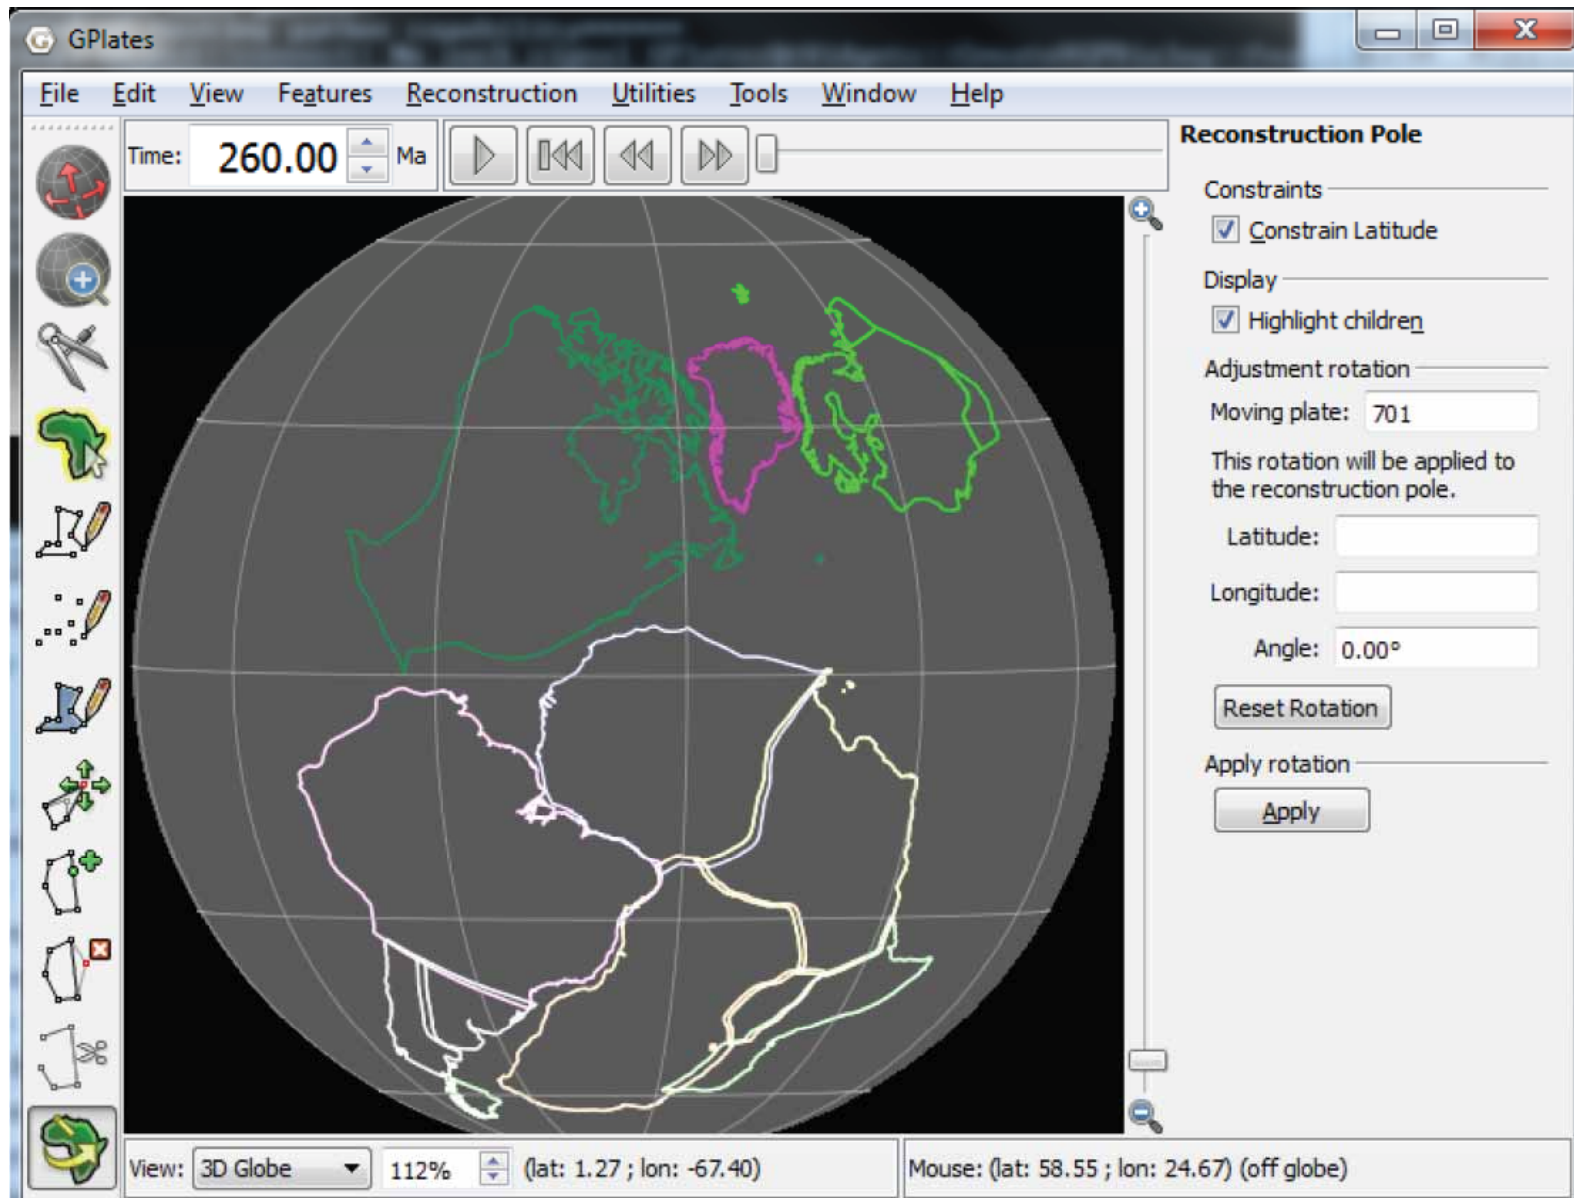 GPlates
File Edit View Features Reconstruction Utilities Tools Window Help
Time: 260.00 Ma
Reconstruction Pole
Constraints
Constrain Latitude
Display
Highlight children
Adjustment rotation
Moving plate: 701
This rotation will be applied to
the reconstruction pole.
Latitude:
Longitude:
Angle: 0.00°
Reset Rotation
Apply rotation
Apply
View: 3D Globe 112% (lat: 1.27 ; lon: -67.40) Mouse: (lat: 58.55 ; lon: 24.67) (off globe)